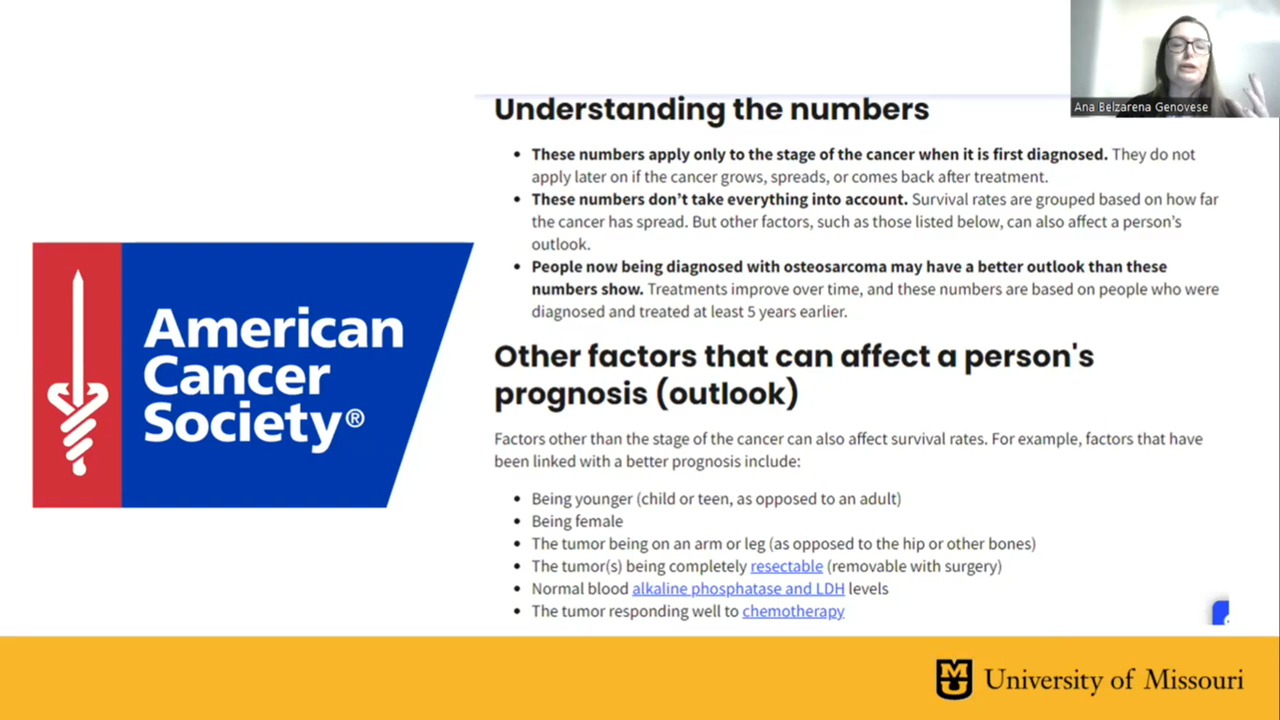 Ana Belzarena Genovese
Understanding the numbers
• These numbers apply only to the stage of the cancer when it is first diagnosed. They do not
apply later on if the cancer grows, spreads, or comes back after treatment.
• These numbers don’t take everything into account. Survival rates are grouped based on how far
the cancer has spread. But other factors, such as those listed below, can also affect a person’s
outlook.
• People now being diagnosed with osteosarcoma may have a better outlook than these
numbers show. Treatments improve over time, and these numbers are based on people who were
diagnosed and treated at least 5 years earlier.
American
Cancer
Society®
Other factors that can affect a person's
prognosis (outlook)
Factors other than the stage of the cancer can also affect survival rates. For example, factors that have
been linked with a better prognosis include:
• Being younger (child or teen, as opposed to an adult)
• Being female
• The tumor being on an arm or leg (as opposed to the hip or other bones)
• The tumor(s) being completely resectable (removable with surgery)
• Normal blood alkaline phosphatase and LDH levels
• The tumor responding well to chemotherapy
MU
University of Missouri